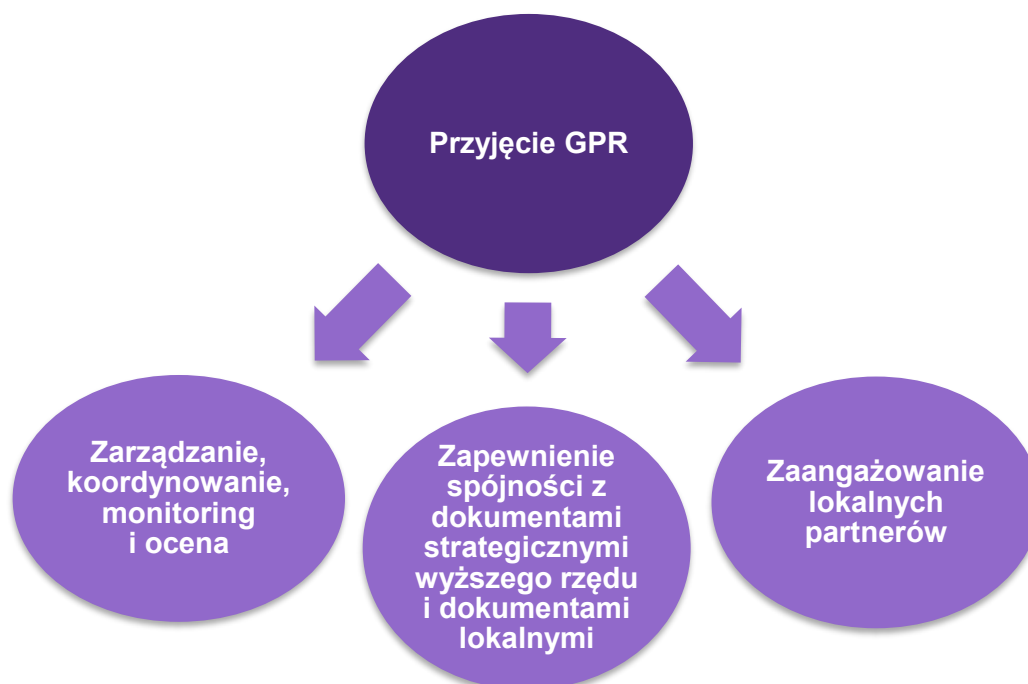 Przyjęcie GPR
Zarządzanie,
koordynowanie,
monitoring
i ocena
Zapewnienie
spójności z
dokumentami
strategicznymi
wyższego rzędu
i dokumentami
lokalnymi
Zaangażowanie
lokalnych
partnerów